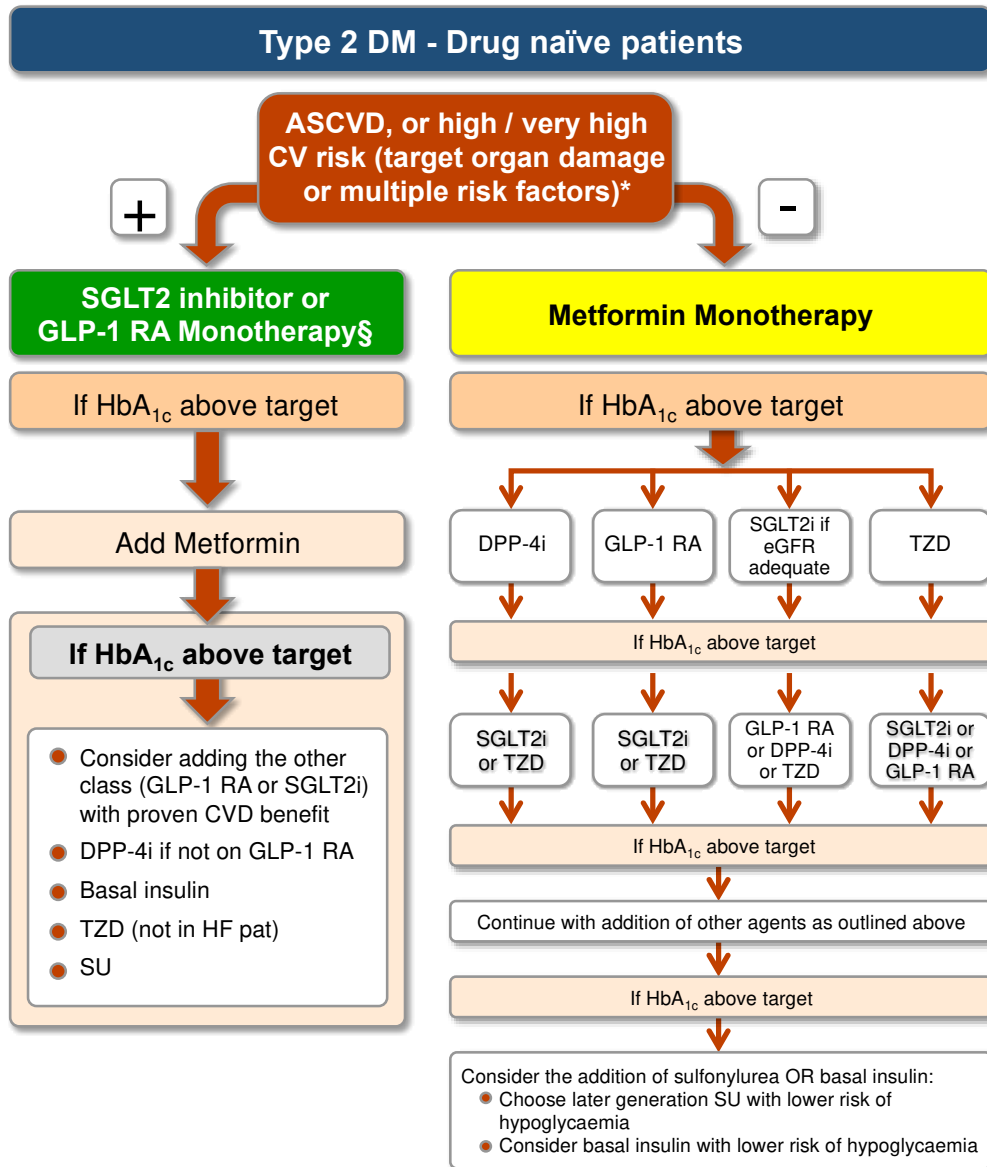 Type 2 DM - Drug naïve patients
ASCVD, or high / very high
CV risk (target organ damage
or multiple risk factors)*
+
-
SGLT2 inhibitor or
GLP-1 RA Monotherapy§
If HbA1c above target
Add Metformin
If HbA1c above target
Consider adding the other
class (GLP-1 RA or SGLT2i)
with proven CVD benefit
DPP-4i if not on GLP-1 RA
Basal insulin
TZD (not in HF pat)
SU
Metformin Monotherapy
If HbA1c above target
DPP-4i
GLP-1 RA
SGLT2i if
eGFR
adequate
TZD
If HbA1c above target
SGLT2i
or TZD
SGLT2i
or TZD
GLP-1 RA
or DPP-4i
or TZD
SGLT2i or
DPP-4i or
GLP-1 RA
If HbA1c above target
Continue with addition of other agents as outlined above
If HbA1c above target
Consider the addition of sulfonylurea OR basal insulin:
Choose later generation SU with lower risk of
hypoglycaemia
Consider basal insulin with lower risk of hypoglycaemia